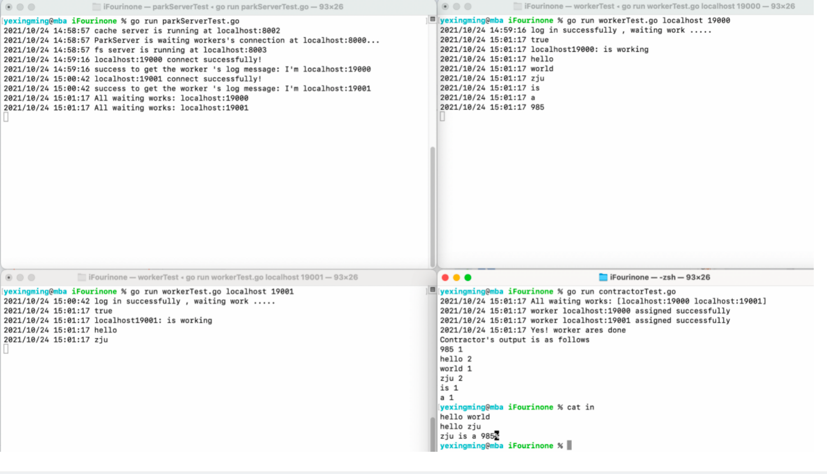 iFourinone — parkServerTest • go run parkServerTest.go — 93×26
yexingming@mba iFourinone % go run parkServerTest.go
2021/10/24 14:58:57 cache server is running at localhost:8002
2021/10/24 14:58:57 ParkServer is waiting workers's connection at localhost:8000...
2021/10/24 14:58:57 fs server is running at localhost:8003
2021/10/24 14:59:16 localhost:19000 connect successfully!
2021/10/24 14:59:16 success to get the worker 's log message: I'm localhost:19000
2021/10/24 15:00:42 localhost:19001 connect successfully!
2021/10/24 15:00:42 success to get the worker 's log message: I'm localhost:19001
2021/10/24 15:01:17 All waiting works: localhost:19000
2021/10/24 15:01:17 All waiting works: localhost:19001
iFourinone — workerTest • go run workerTest.go localhost 19000 — 93×26
yexingming@mba iFourinone % go run workerTest.go localhost 19000
2021/10/24 14:59:16 log in successfully , waiting work .....
2021/10/24 15:01:17 true
2021/10/24 15:01:17 localhost19000: is working
2021/10/24 15:01:17 hello
2021/10/24 15:01:17 world
2021/10/24 15:01:17 zju
2021/10/24 15:01:17 is
2021/10/24 15:01:17 a
2021/10/24 15:01:17 985
iFourinone — workerTest • go run workerTest.go localhost 19001 — 93×26
yexingming@mba iFourinone % go run workerTest.go localhost 19001
2021/10/24 15:00:42 log in successfully , waiting work .....
2021/10/24 15:01:17 true
2021/10/24 15:01:17 localhost19001: is working
2021/10/24 15:01:17 hello
2021/10/24 15:01:17 zju
iFourinone — -zsh — 93×26
yexingming@mba iFourinone % go run contractorTest.go
2021/10/24 15:01:17 All waiting works: [localhost:19000 localhost:19001]
2021/10/24 15:01:17 worker localhost:19000 assigned successfully
2021/10/24 15:01:17 worker localhost:19001 assigned successfully
2021/10/24 15:01:17 Yes! worker ares done
Contractor's output is as follows
985 1
hello 2
world 1
zju 2
is 1
a 1
yexingming@mba iFourinone % cat in
hello world
hello zju
zju is a 985%
yexingming@mba iFourinone %